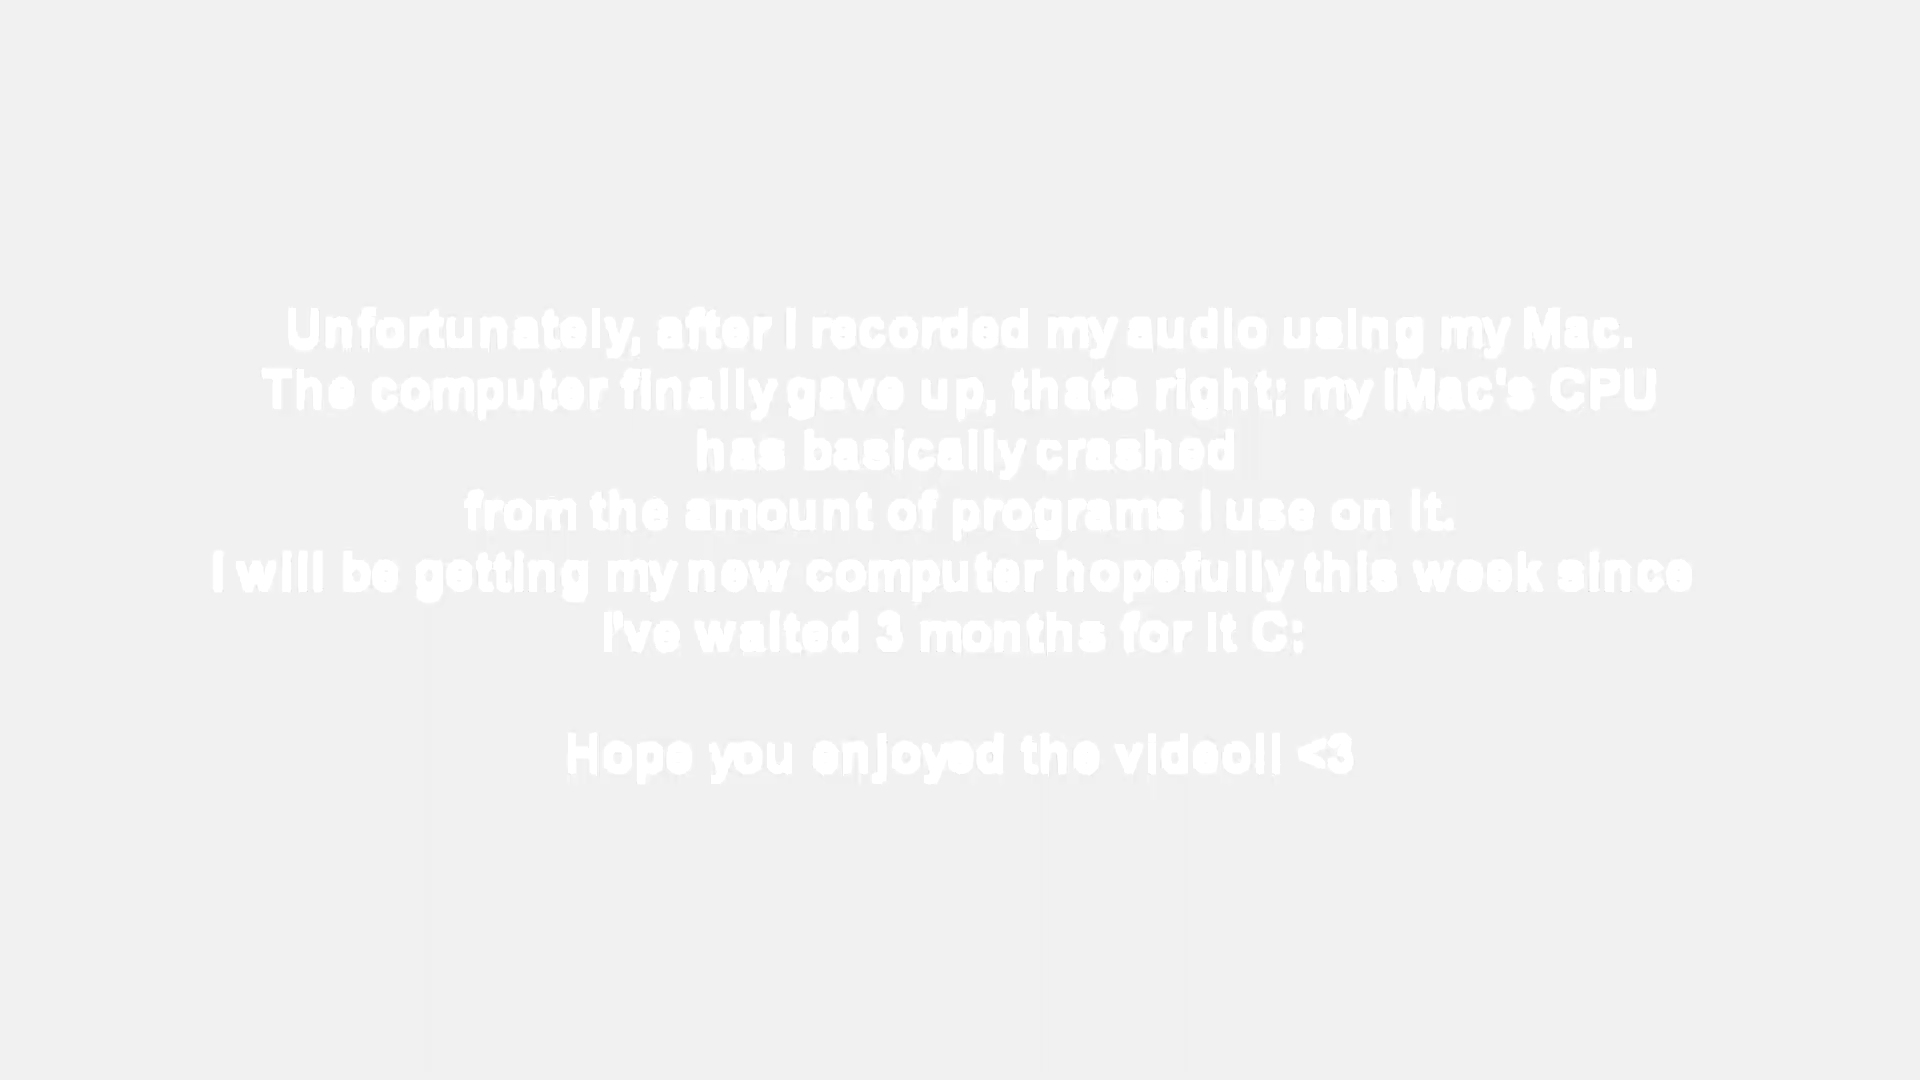 Unfortunately, after I recorded my audio using my Mac.
The computer finally gave up, thats right; my iMac's CPU
has basically crashed
from the amount of programs I use on it.
I will be getting my new computer hopefully this week since
I've waited 3 months for it C:
Hope you enjoyed the video!! <3